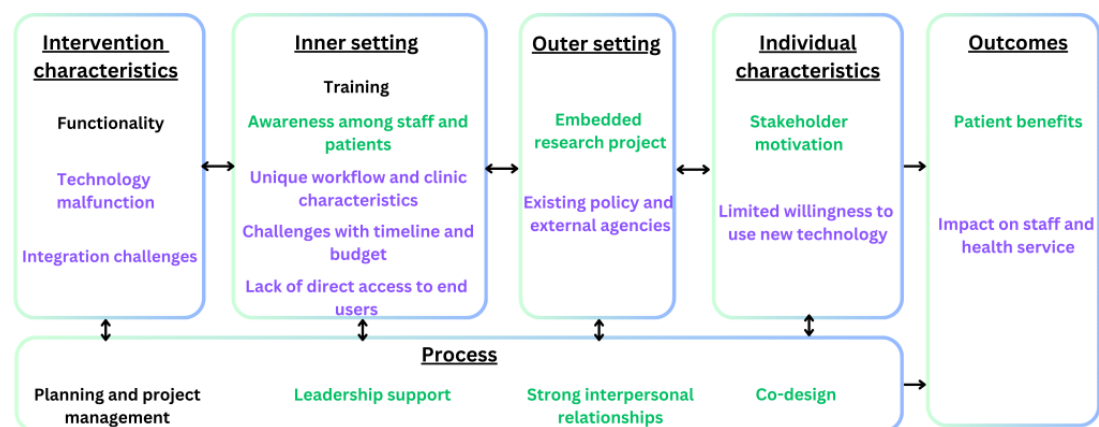 Intervention
characteristics
Functionality
Technology
malfunction
Integration challenges
Inner setting
Training
Awareness among staff and
patients
Unique workflow and clinic
characteristics
Challenges with timeline and
budget
Lack of direct access to end
users
Outer setting
Embedded
research project
Existing policy and
external agencies
Individual
characteristics
Stakeholder
motivation
Limited willingness to
use new technology
Outcomes
Patient benefits
Impact on staff and
health service
Process
Planning and project
management
Leadership support
Strong interpersonal
relationships
Co-design